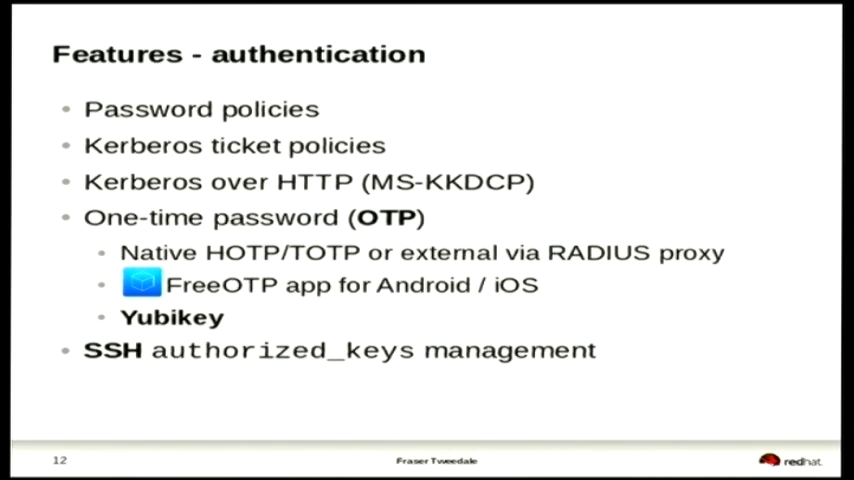 Features - authentication
Password policies
Kerberos ticket policies
Kerberos over HTTP (MS-KKDCP)
One-time password (OTP)
Native HOTP/TOTP or external via RADIUS proxy
FreeOTP app for Android / iOS
Yubikey
SSH authorized_keys management
12
Fraser Tweedale
redhat.